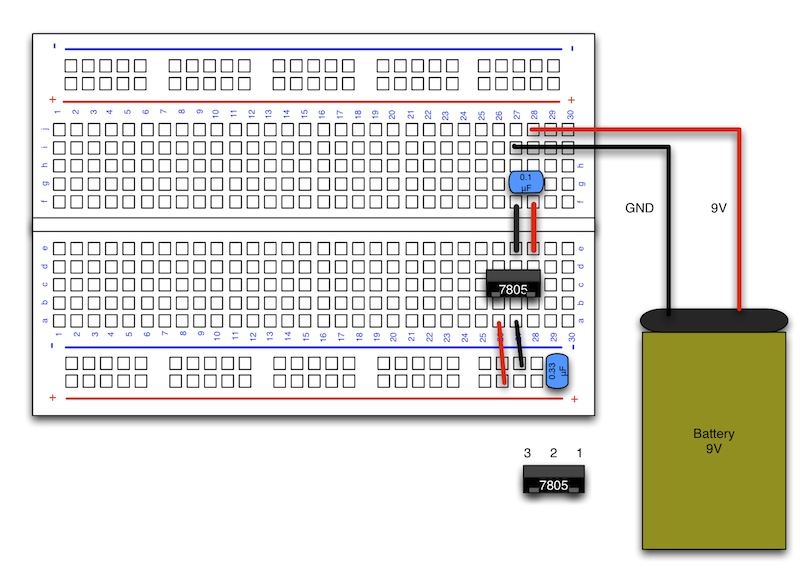 - -
+ +
1 2 3 4 5 6 7 8 9 10 11 12 13 14 15 16 17 18 19 20 21 22 23 24 25 26 27 28 29 30
j
i
h h
g g
f f
0.1
µF
GND 9V
e e
d d
c c
b b
a a
7805
1 2 3 4 5 6 7 8 9 10 11 12 13 14 15 16 17 18 19 20 21 22 23 24 25 28 29 30
- -
0.33
µF
+ +
Battery
9V
3 2 1
7805